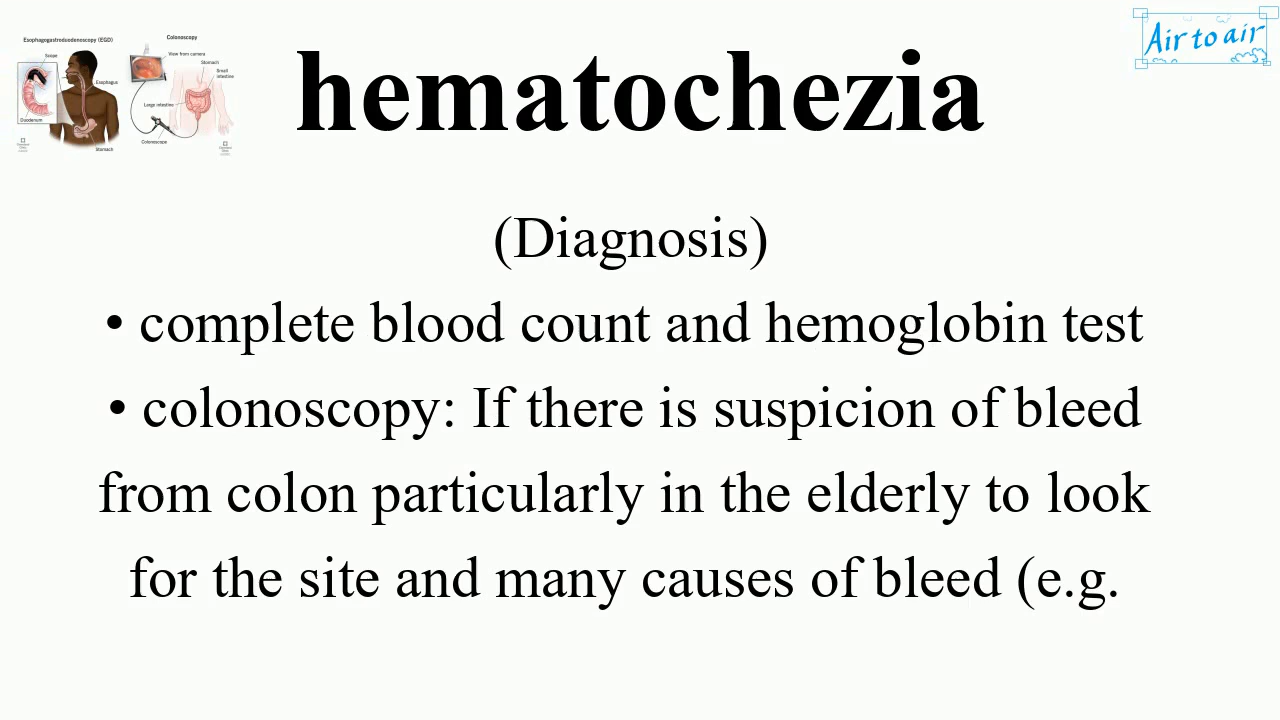 Esophagogastroduodenoscopy (EGD)
Scope
Esophagus
Duodenum
Stomach
Colonoscopy
View from camera
Stomach
Small
intestine
Large intestine
Colonoscope
hematochezia
Air to air
(Diagnosis)
• complete blood count and hemoglobin test
• colonoscopy: If there is suspicion of bleed
from colon particularly in the elderly to look
for the site and many causes of bleed (e.g.